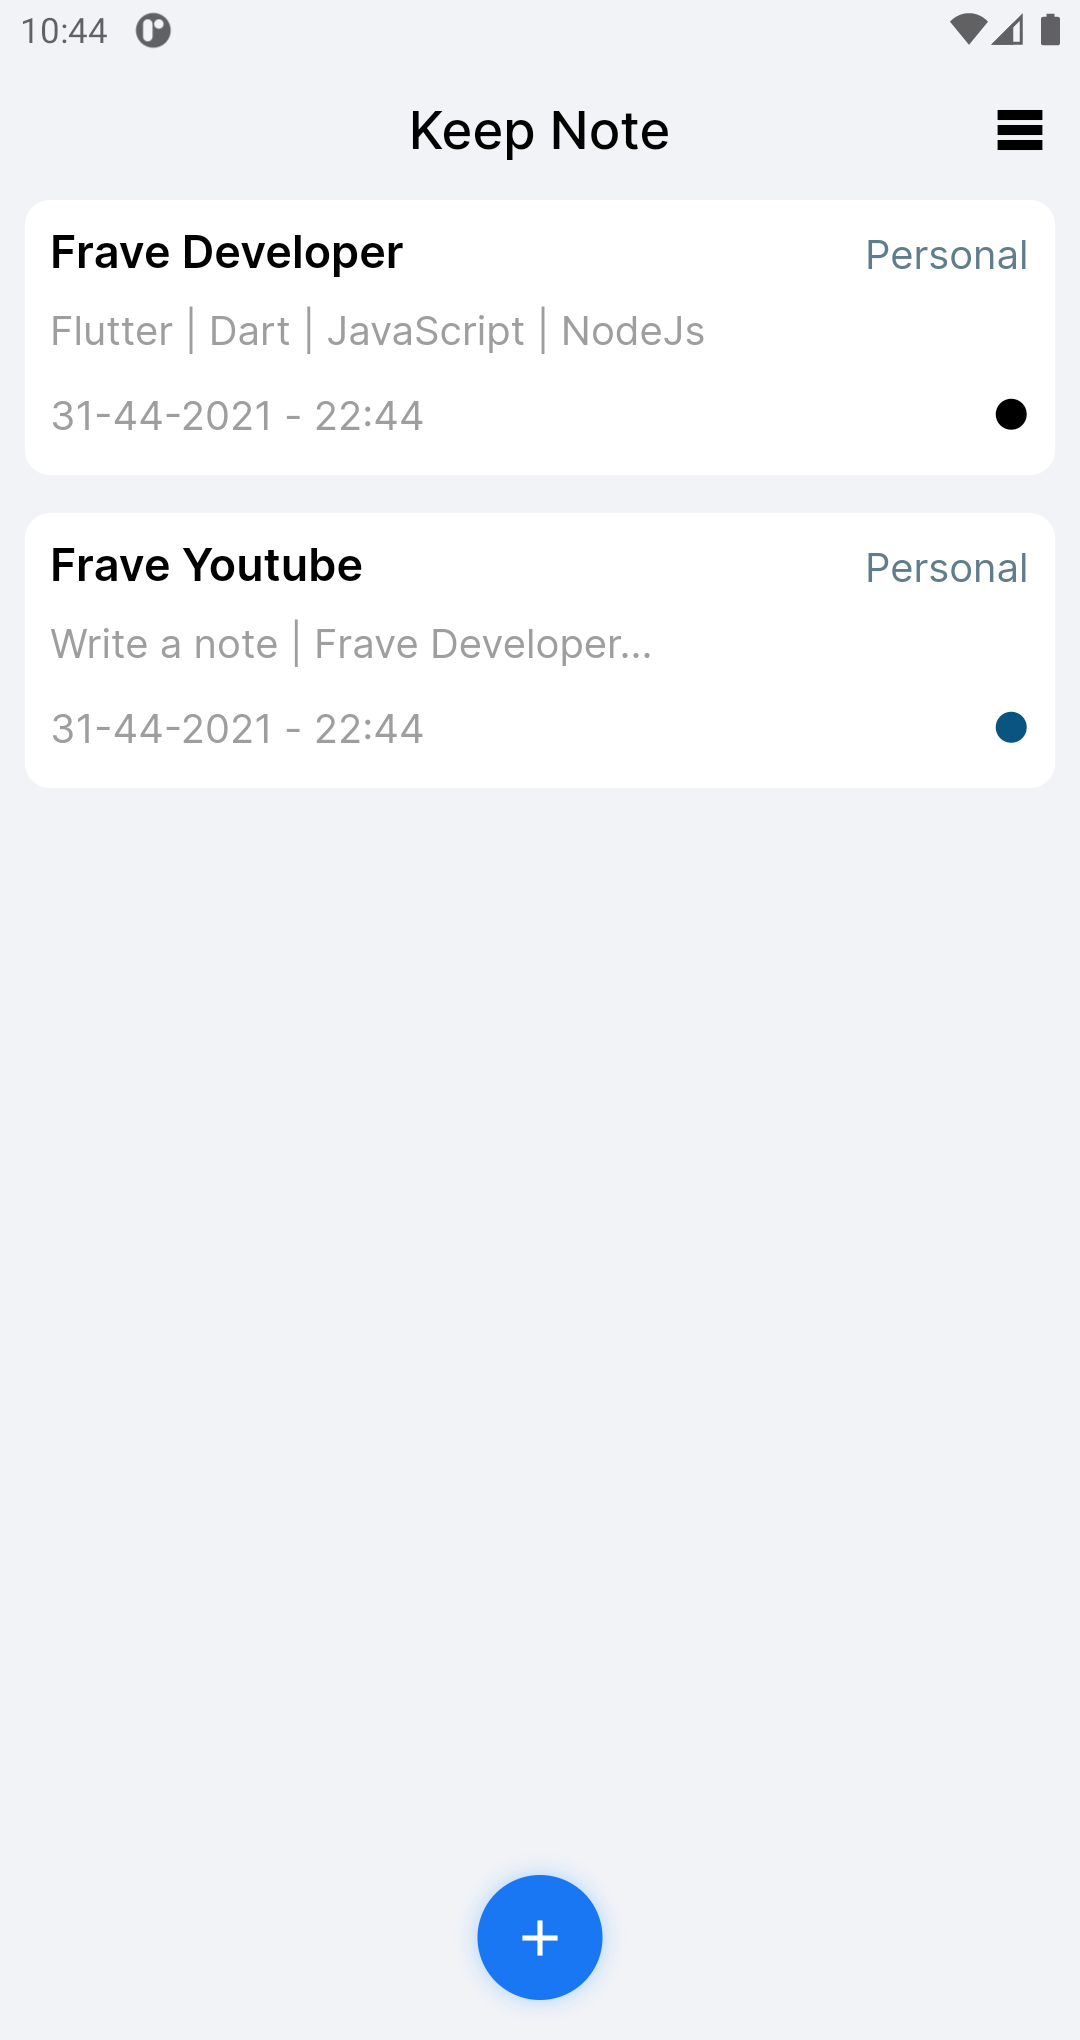 10:44
Keep Note
Frave Developer
Personal
Flutter | Dart | JavaScript | NodeJs
31-44-2021 - 22:44
Frave Youtube
Personal
Write a note | Frave Developer...
31-44-2021 - 22:44